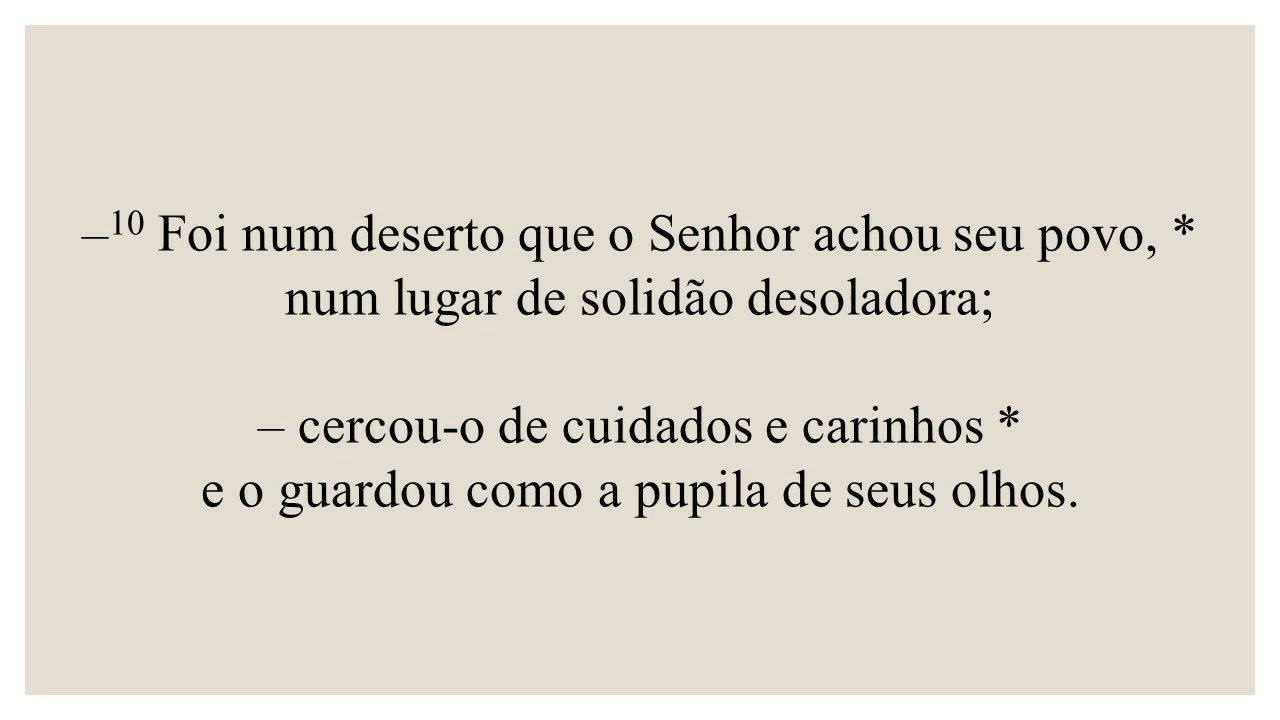 –¹⁰ Foi num deserto que o Senhor achou seu povo, *
num lugar de solidão desoladora;
– cercou-o de cuidados e carinhos *
e o guardou como a pupila de seus olhos.